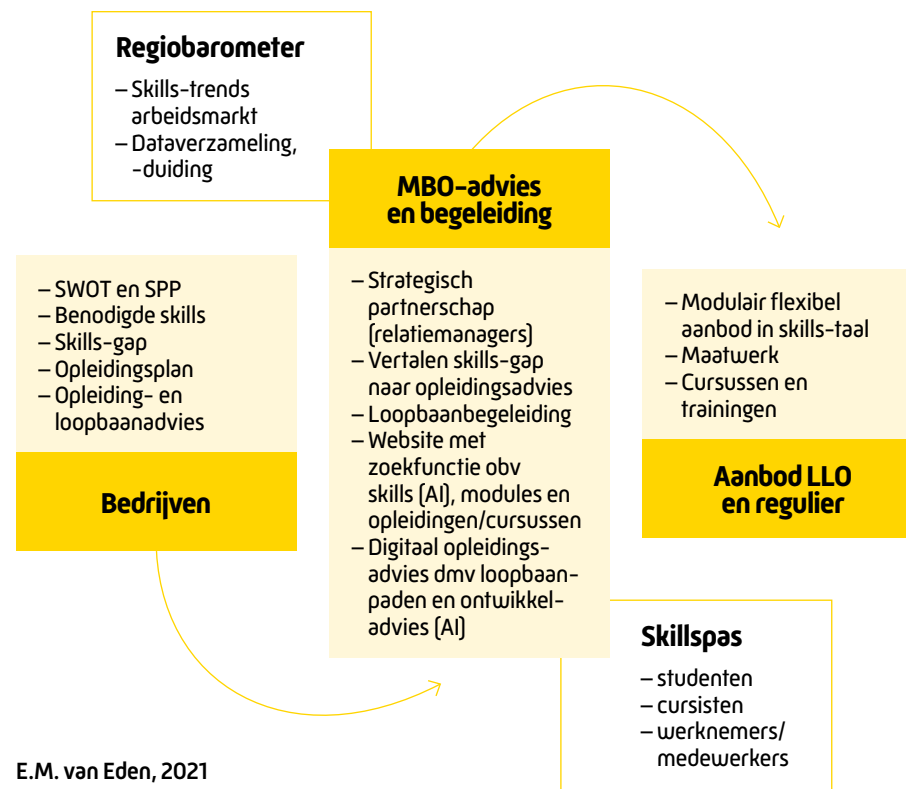 Regiobarometer
– Skills-trends
arbeidsmarkt
– Dataverzameling,
-duiding
MBO-advies
en begeleiding
– Strategisch
partnerschap
(relatiemanagers)
– Vertalen skills-gap
naar opleidingsadvies
– Loopbaanbegeleiding
– Website met
zoekfunctie obv
skills (AI), modules en
opleidingen/cursussen
– Digitaal opleidings-
advies dmv loopbaan-
paden en ontwikkel-
advies (AI)
– SWOT en SPP
– Benodigde skills
– Skills-gap
– Opleidingsplan
– Opleiding- en
loopbaanadvies
Bedrijven
– Modulair flexibel
aanbod in skills-taal
– Maatwerk
– Cursussen en
trainingen
Aanbod LLO
en regulier
Skillspas
– studenten
– cursisten
– werknemers/
medewerkers
E.M. van Eden, 2021